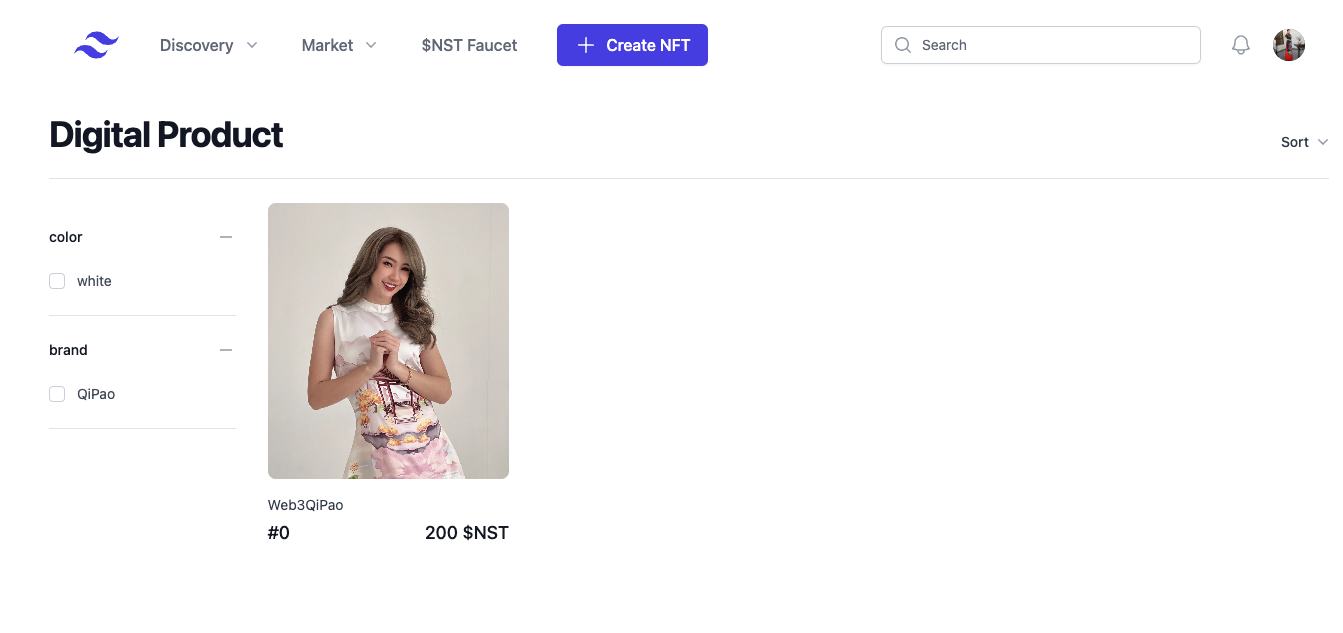 Discovery Market $NST Faucet Create NFT Search
Digital Product
Sort
color
white
brand
QiPao
Web3QiPao
#0 200 $NST